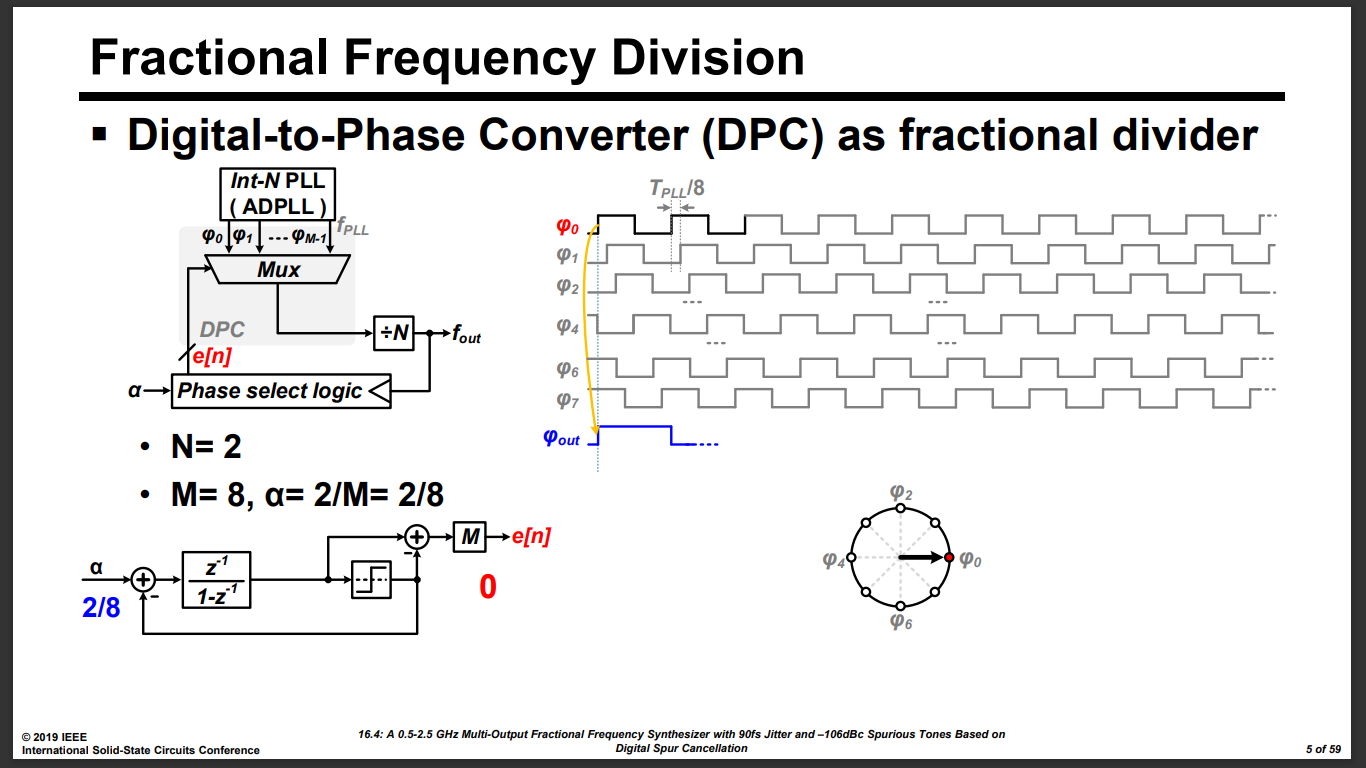 Fractional Frequency Division
▪ Digital-to-Phase Converter (DPC) as fractional divider
Int-N PLL
( ADPLL )
φ0 φ1 --- φM-1
fPLL
Mux
DPC
÷N
fout
e[n]
α
Phase select logic
• N= 2
• M= 8, α= 2/M= 2/8
α
+
-
2/8
z-1
1-z-1
+
-
M
e[n]
0
TPLL/8
φ0
φ1
φ2
φ4
φ6
φ7
φout
φ2
φ4
φ0
φ6
© 2019 IEEE
International Solid-State Circuits Conference
16.4: A 0.5-2.5 GHz Multi-Output Fractional Frequency Synthesizer with 90fs Jitter and –106dBc Spurious Tones Based on
Digital Spur Cancellation
5 of 59